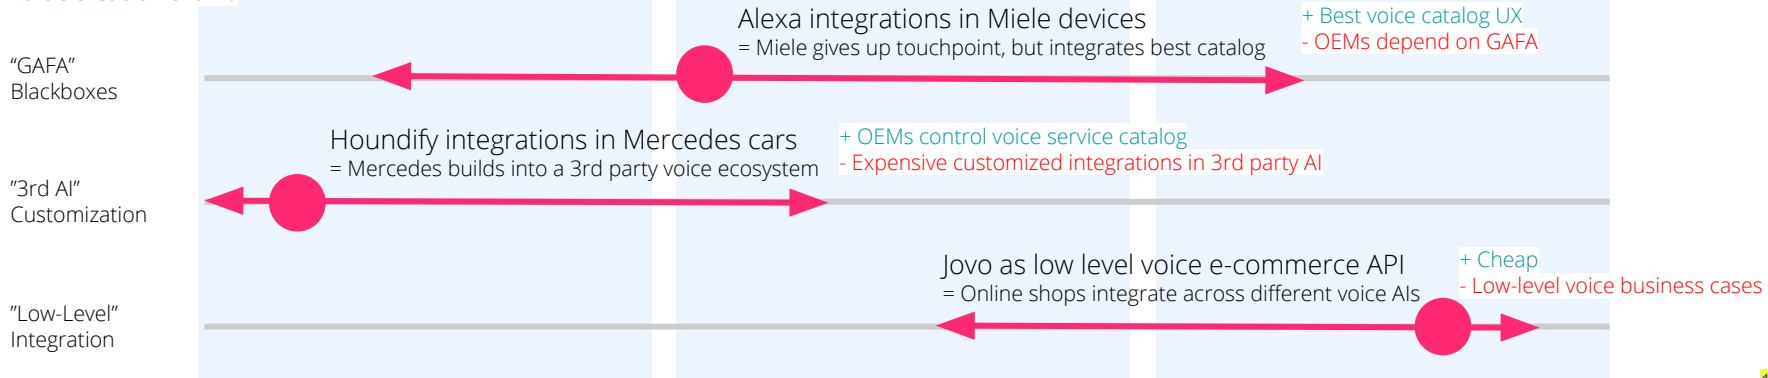 Alexa integrations in Miele devices
= Miele gives up touchpoint, but integrates best catalog
+ Best voice catalog UX
- OEMs depend on GAFA
“GAFA”
Blackboxes
Houndify integrations in Mercedes cars
= Mercedes builds into a 3rd party voice ecosystem
+ OEMs control voice service catalog
- Expensive customized integrations in 3rd party AI
”3rd AI”
Customization
Jovo as low level voice e-commerce API
= Online shops integrate across different voice AIs
+ Cheap
- Low-level voice business cases
”Low-Level”
Integration